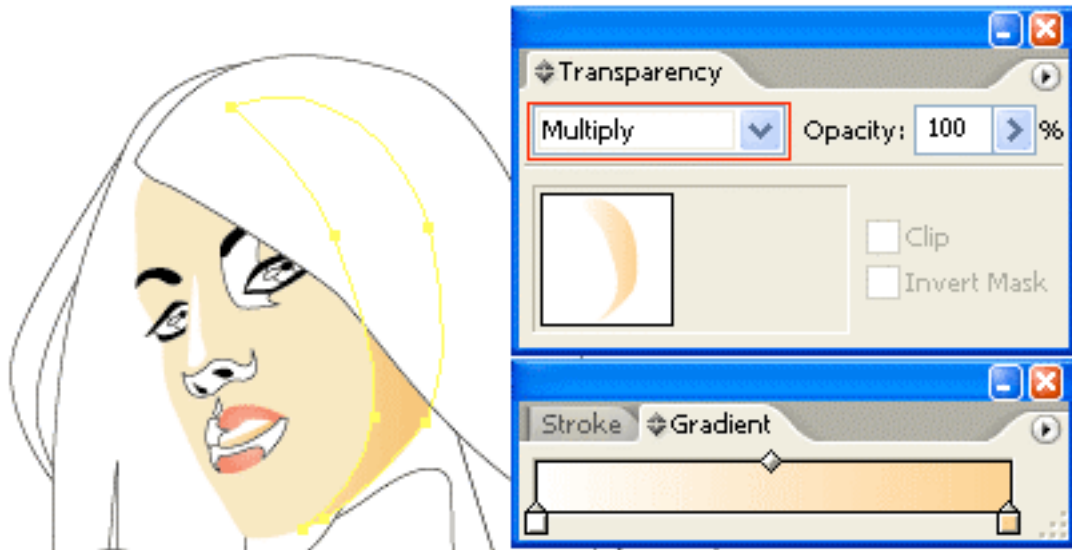 Transparency
Multiply Opacity: 100 %
Clip
Invert Mask
Stroke Gradient